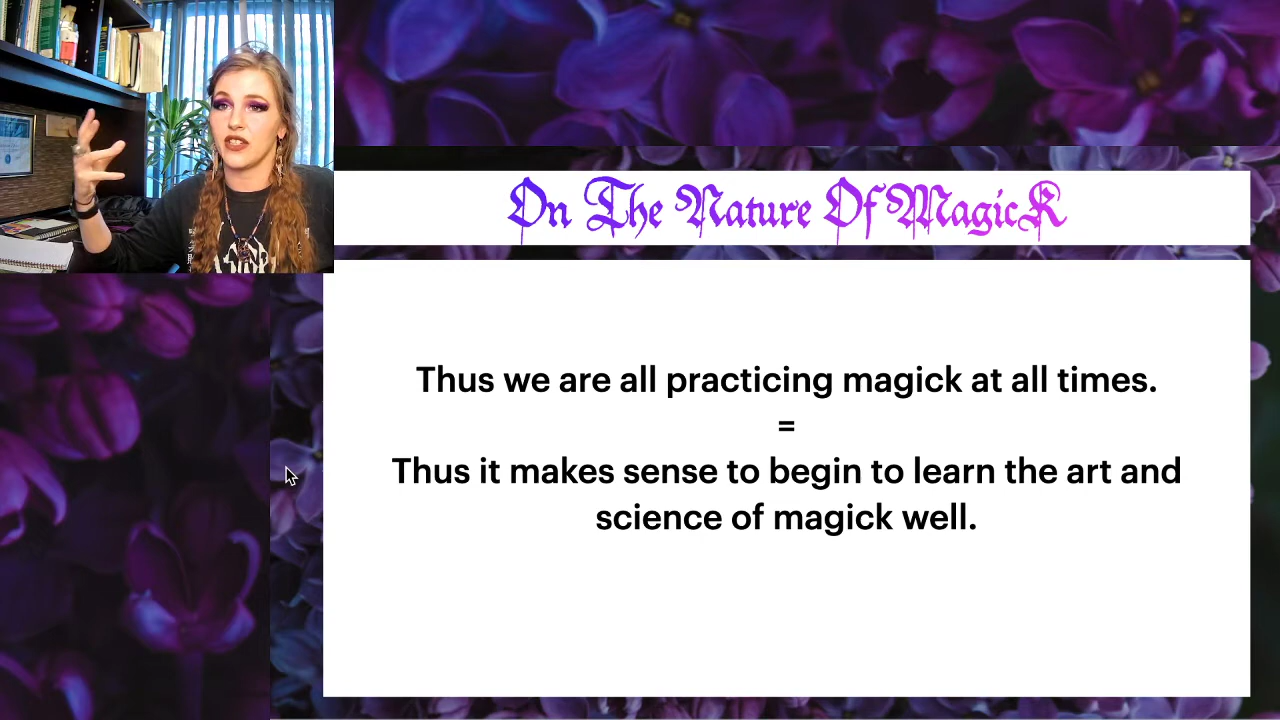 On The Nature Of MagicK
Thus we are all practicing magick at all times.
=
Thus it makes sense to begin to learn the art and
science of magick well.